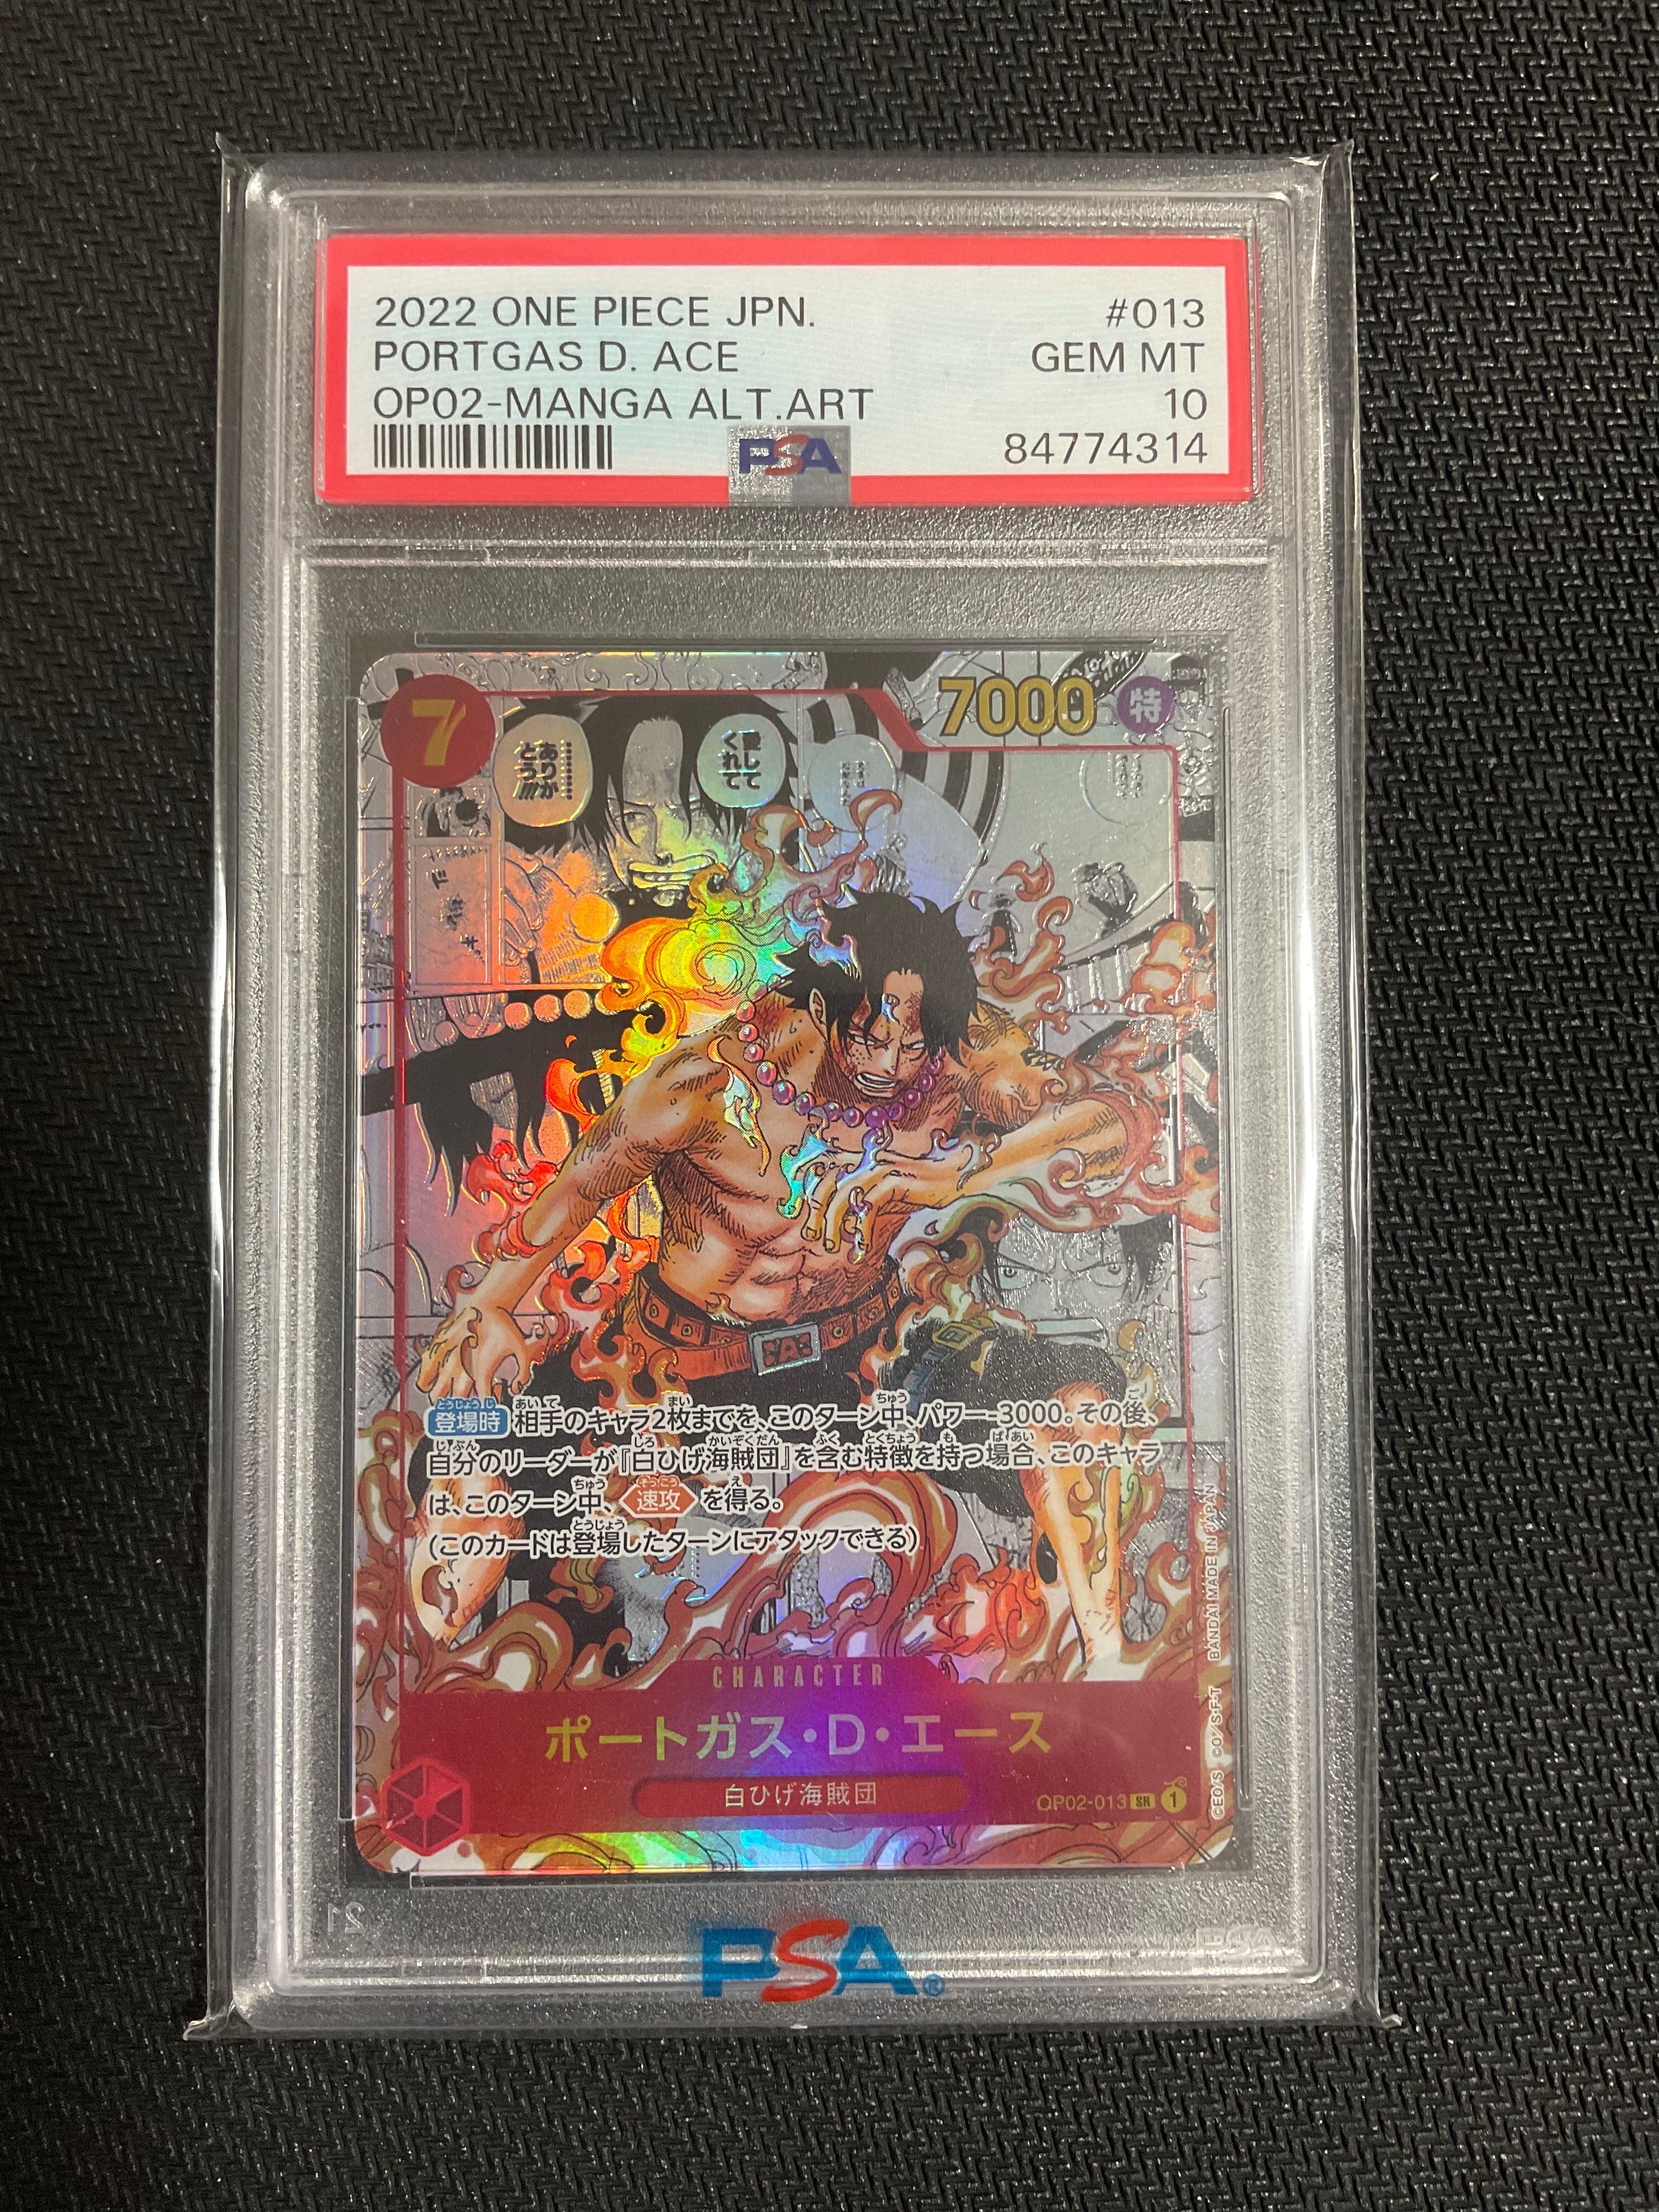 2022 ONE PIECE JPN. #013
PORTGAS D. ACE GEM MT
OP02-MANGA ALT.ART 10
PSA 84774314
7
7000 特
愛して
くれて
………
ありが
とう!!!
登場時 相手のキャラ2枚までを、このターン中、パワー-3000。その後、
自分のリーダーが『白ひげ海賊団』を含む特徴を持つ場合、このキャラ
は、このターン中、速攻を得る。
(このカードは登場したターンにアタックできる)
CHARACTER
ポートガス・D・エース
白ひげ海賊団
OP02-013 SR 1
©EO/S ©O/S・F・T BANDAI MADE IN JAPAN
PSA®